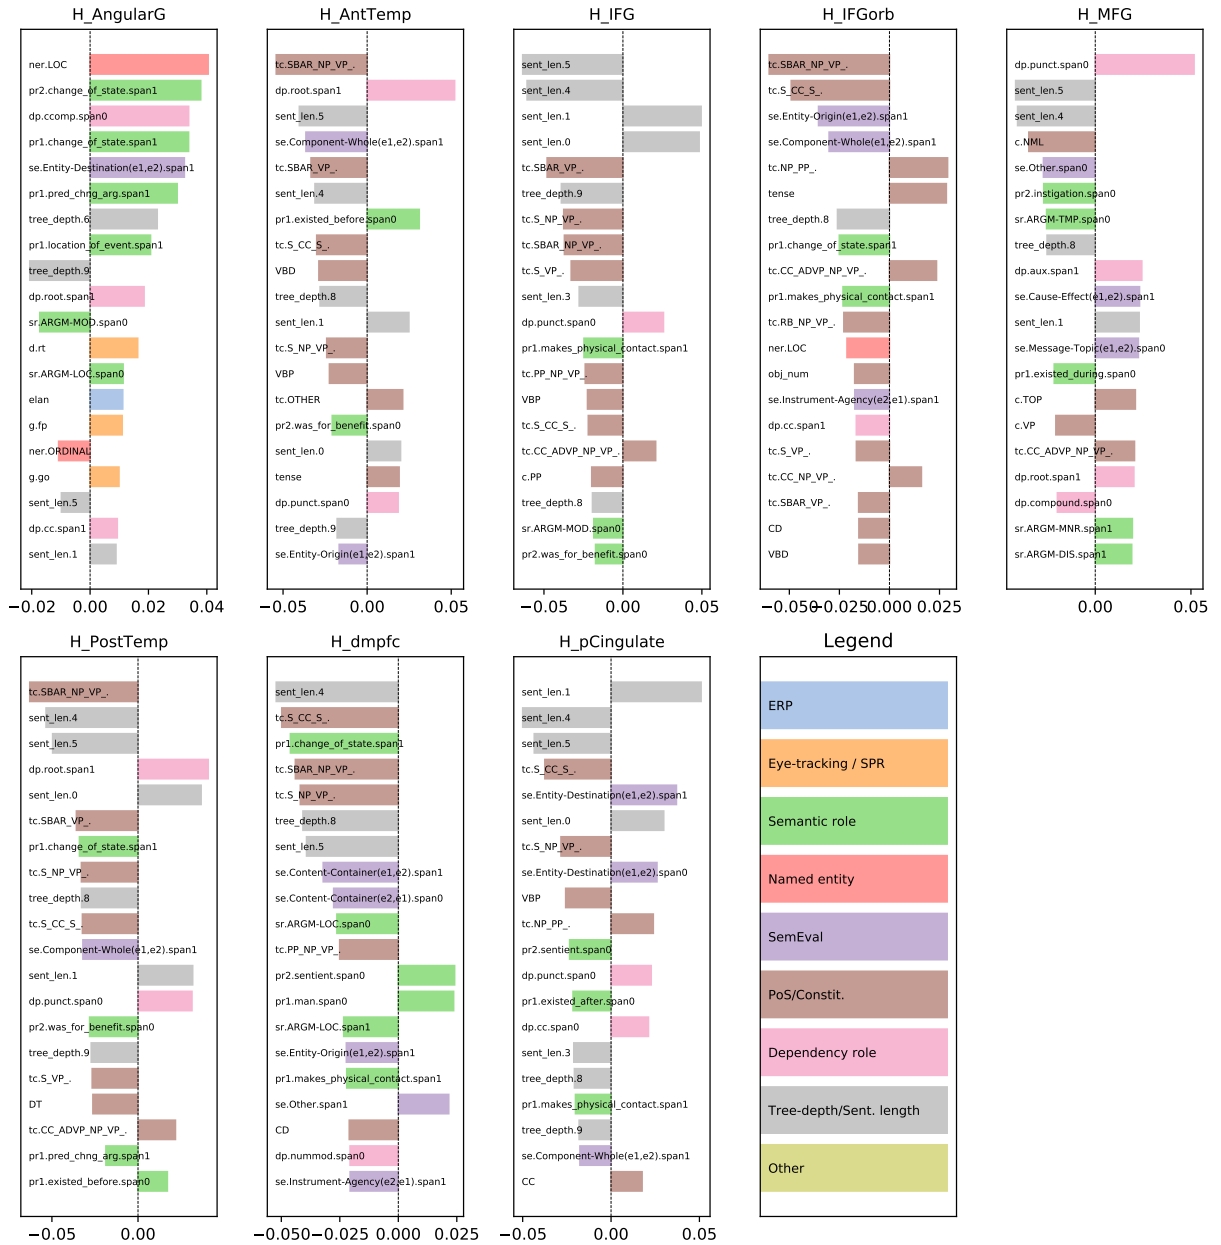 H_AngularG
ner.LOC
pr2.change_of_state.span1
dp.ccomp.span0
pr1.change_of_state.span1
se.Entity-Destination(e1,e2).span1
pr1.pred_chng_arg.span1
tree_depth.6
pr1.location_of_event.span1
tree_depth.9
dp.root.span1
sr.ARGM-MOD.span0
d.rt
sr.ARGM-LOC.span0
elan
g.fp
ner.ORDINAL
g.go
sent_len.5
dp.cc.span1
sent_len.1
−0.02 0.00 0.02 0.04
H_AntTemp
tc.SBAR_NP_VP_.
dp.root.span1
sent_len.5
se.Component-Whole(e1,e2).span1
tc.SBAR_VP_.
sent_len.4
pr1.existed_before.span0
tc.S_CC_S_.
VBD
tree_depth.8
sent_len.1
tc.S_NP_VP_.
VBP
tc.OTHER
pr2.was_for_benefit.span0
sent_len.0
tense
dp.punct.span0
tree_depth.9
se.Entity-Origin(e1,e2).span1
−0.05 0.00 0.05
H_IFG
sent_len.5
sent_len.4
sent_len.1
sent_len.0
tc.SBAR_VP_.
tree_depth.9
tc.S_NP_VP_.
tc.SBAR_NP_VP_.
tc.S_VP_.
sent_len.3
dp.punct.span0
pr1.makes_physical_contact.span1
tc.PP_NP_VP_.
VBP
tc.S_CC_S_.
tc.CC_ADVP_NP_VP_.
c.PP
tree_depth.8
sr.ARGM-MOD.span0
pr2.was_for_benefit.span0
−0.05 0.00 0.05
H_IFGorb
tc.SBAR_NP_VP_.
tc.S_CC_S_.
se.Entity-Origin(e1,e2).span1
se.Component-Whole(e1,e2).span1
tc.NP_PP_.
tense
tree_depth.8
pr1.change_of_state.span1
tc.CC_ADVP_NP_VP_.
pr1.makes_physical_contact.span1
tc.RB_NP_VP_.
ner.LOC
obj_num
se.Instrument-Agency(e2,e1).span1
dp.cc.span1
tc.S_VP_.
tc.CC_NP_VP_.
tc.SBAR_VP_.
CD
VBD
−0.050 −0.025 0.000 0.025
H_MFG
dp.punct.span0
sent_len.5
sent_len.4
c.NML
se.Other.span0
pr2.instigation.span0
sr.ARGM-TMP.span0
tree_depth.8
dp.aux.span1
se.Cause-Effect(e1,e2).span1
sent_len.1
se.Message-Topic(e1,e2).span0
pr1.existed_during.span0
c.TOP
c.VP
tc.CC_ADVP_NP_VP_.
dp.root.span1
dp.compound.span0
sr.ARGM-MNR.span1
sr.ARGM-DIS.span1
0.00 0.05
H_PostTemp
tc.SBAR_NP_VP_.
sent_len.4
sent_len.5
dp.root.span1
sent_len.0
tc.SBAR_VP_.
pr1.change_of_state.span1
tc.S_NP_VP_.
tree_depth.8
tc.S_CC_S_.
se.Component-Whole(e1,e2).span1
sent_len.1
dp.punct.span0
pr2.was_for_benefit.span0
tree_depth.9
tc.S_VP_.
DT
tc.CC_ADVP_NP_VP_.
pr1.pred_chng_arg.span1
pr1.existed_before.span0
−0.05 0.00
H_dmpfc
sent_len.4
tc.S_CC_S_.
pr1.change_of_state.span1
tc.SBAR_NP_VP_.
tc.S_NP_VP_.
tree_depth.8
sent_len.5
se.Content-Container(e1,e2).span1
se.Content-Container(e2,e1).span0
sr.ARGM-LOC.span0
tc.PP_NP_VP_.
pr2.sentient.span0
pr1.man.span0
sr.ARGM-LOC.span1
se.Entity-Origin(e1,e2).span1
pr1.makes_physical_contact.span1
se.Other.span1
CD
dp.nummod.span0
se.Instrument-Agency(e2,e1).span1
−0.050 −0.025 0.000 0.025
H_pCingulate
sent_len.1
sent_len.4
sent_len.5
tc.S_CC_S_.
se.Entity-Destination(e1,e2).span1
sent_len.0
tc.S_NP_VP_.
se.Entity-Destination(e1,e2).span0
VBP
tc.NP_PP_.
pr2.sentient.span0
dp.punct.span0
pr1.existed_after.span0
dp.cc.span0
sent_len.3
tree_depth.8
pr1.makes_physical_contact.span1
tree_depth.9
se.Component-Whole(e1,e2).span1
CC
−0.05 0.00 0.05
Legend
ERP
Eye-tracking / SPR
Semantic role
Named entity
SemEval
PoS/Constit.
Dependency role
Tree-depth/Sent. length
Other